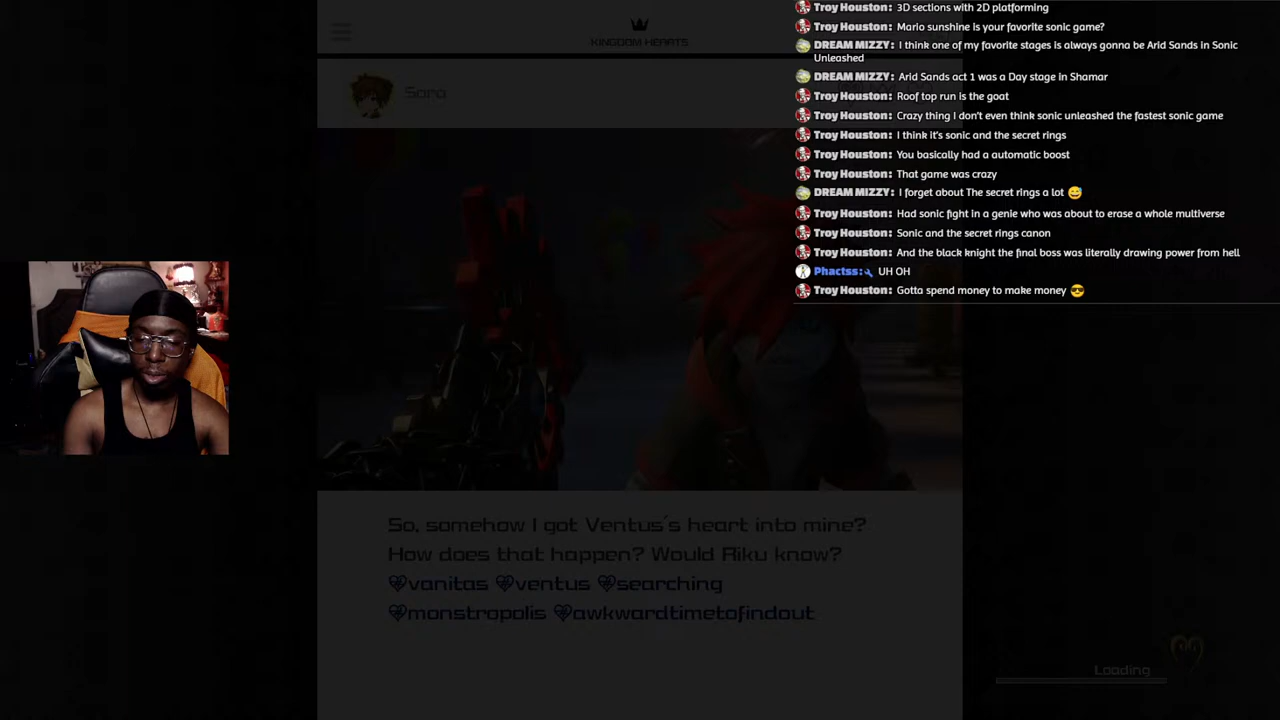 KINGDOM HEARTS
Sora
So, somehow I got Ventus's heart into mine?
How does that happen? Would Riku know?
vanitas ventus searching
monstropolis awkwardtimetofindout
Loading
Troy Houston: 3D sections with 2D platforming
Troy Houston: Mario sunshine is your favorite sonic game?
DREAM MIZZY: I think one of my favorite stages is always gonna be Arid Sands in Sonic
Unleashed
DREAM MIZZY: Arid Sands act 1 was a Day stage in Shamar
Troy Houston: Roof top run is the goat
Troy Houston: Crazy thing I don't even think sonic unleashed the fastest sonic game
Troy Houston: I think it's sonic and the secret rings
Troy Houston: You basically had a automatic boost
Troy Houston: That game was crazy
DREAM MIZZY: I forget about The secret rings a lot 😅
Troy Houston: Had sonic fight in a genie who was about to erase a whole multiverse
Troy Houston: Sonic and the secret rings canon
Troy Houston: And the black knight the final boss was literally drawing power from hell
Phactss: UH OH
Troy Houston: Gotta spend money to make money 😎